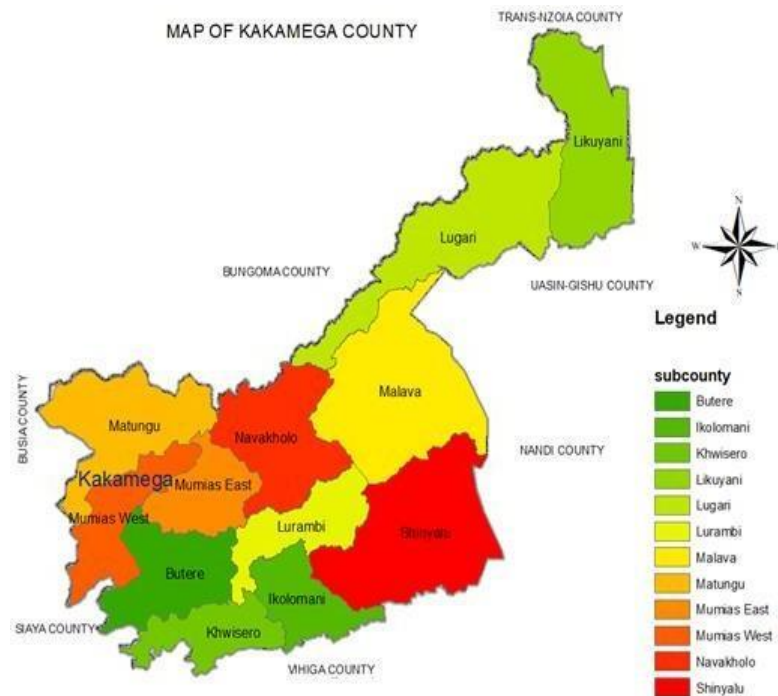 TRANS-NZOIA COUNTY
MAP OF KAKAMEGA COUNTY
Likuyani
Lugari
N
W
N
BUNGOMA COUNTY
UASIN-GISHU COUNTY
Legend
subcounty
Butere
Ikolomani
Khwisero
Likuyani
Lugari
Lurambi
Malava
Matungu
Mumias East
Mumias West
Navakholo
Shinyalu
Malava
BUSIA COUNTY
Matungu
Navakholo
NANDI COUNTY
Kakamega
Mumias East
Mumias West
Lurambi
Shinyalu
Butere
Ikolomani
SIAYA COUNTY
Khwisero
VIHIGA COUNTY